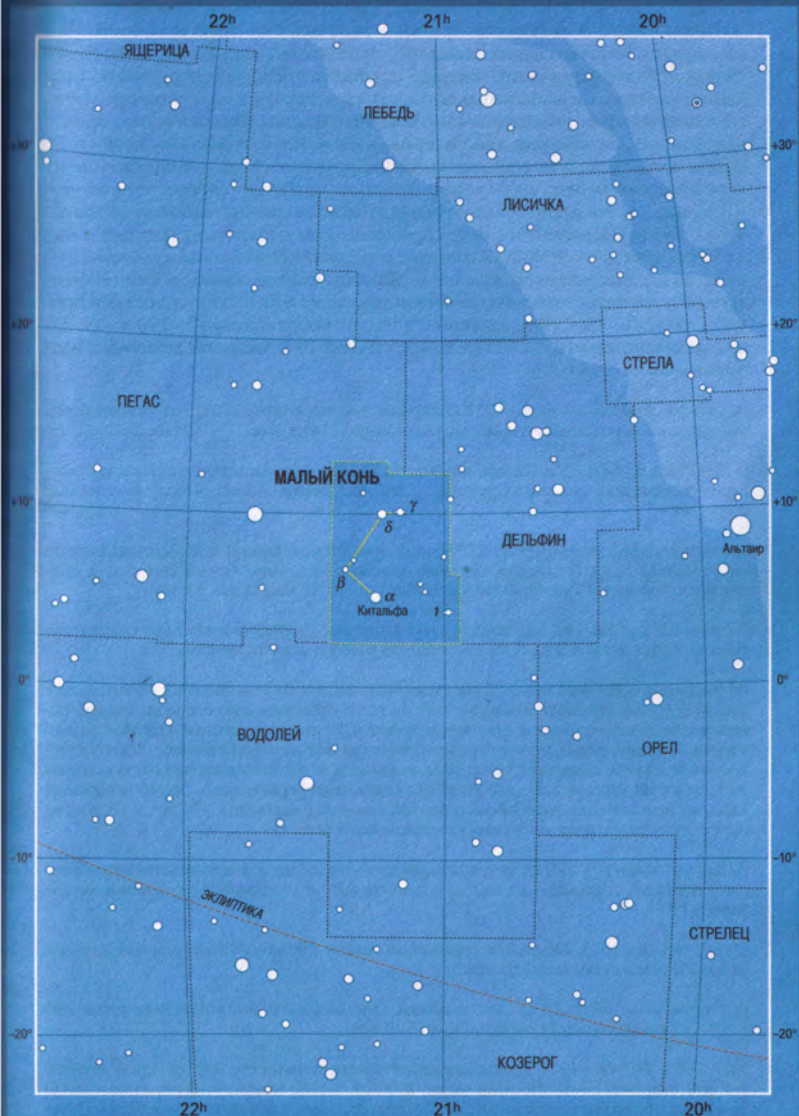 22h 21h 20h
ЯЩЕРИЦА
ЛЕБЕДЬ
+30° +30°
ЛИСИЧКА
+20° +20°
СТРЕЛА
ПЕГАС
МАЛЫЙ КОНЬ
+10° +10°
γ
δ
ДЕЛЬФИН
Альтаир
β
α
Китальфа
1
0° 0°
ВОДОЛЕЙ
ОРЕЛ
-10° -10°
ЭКЛИПТИКА
СТРЕЛЕЦ
-20° -20°
КОЗЕРОГ
22h 21h 20h